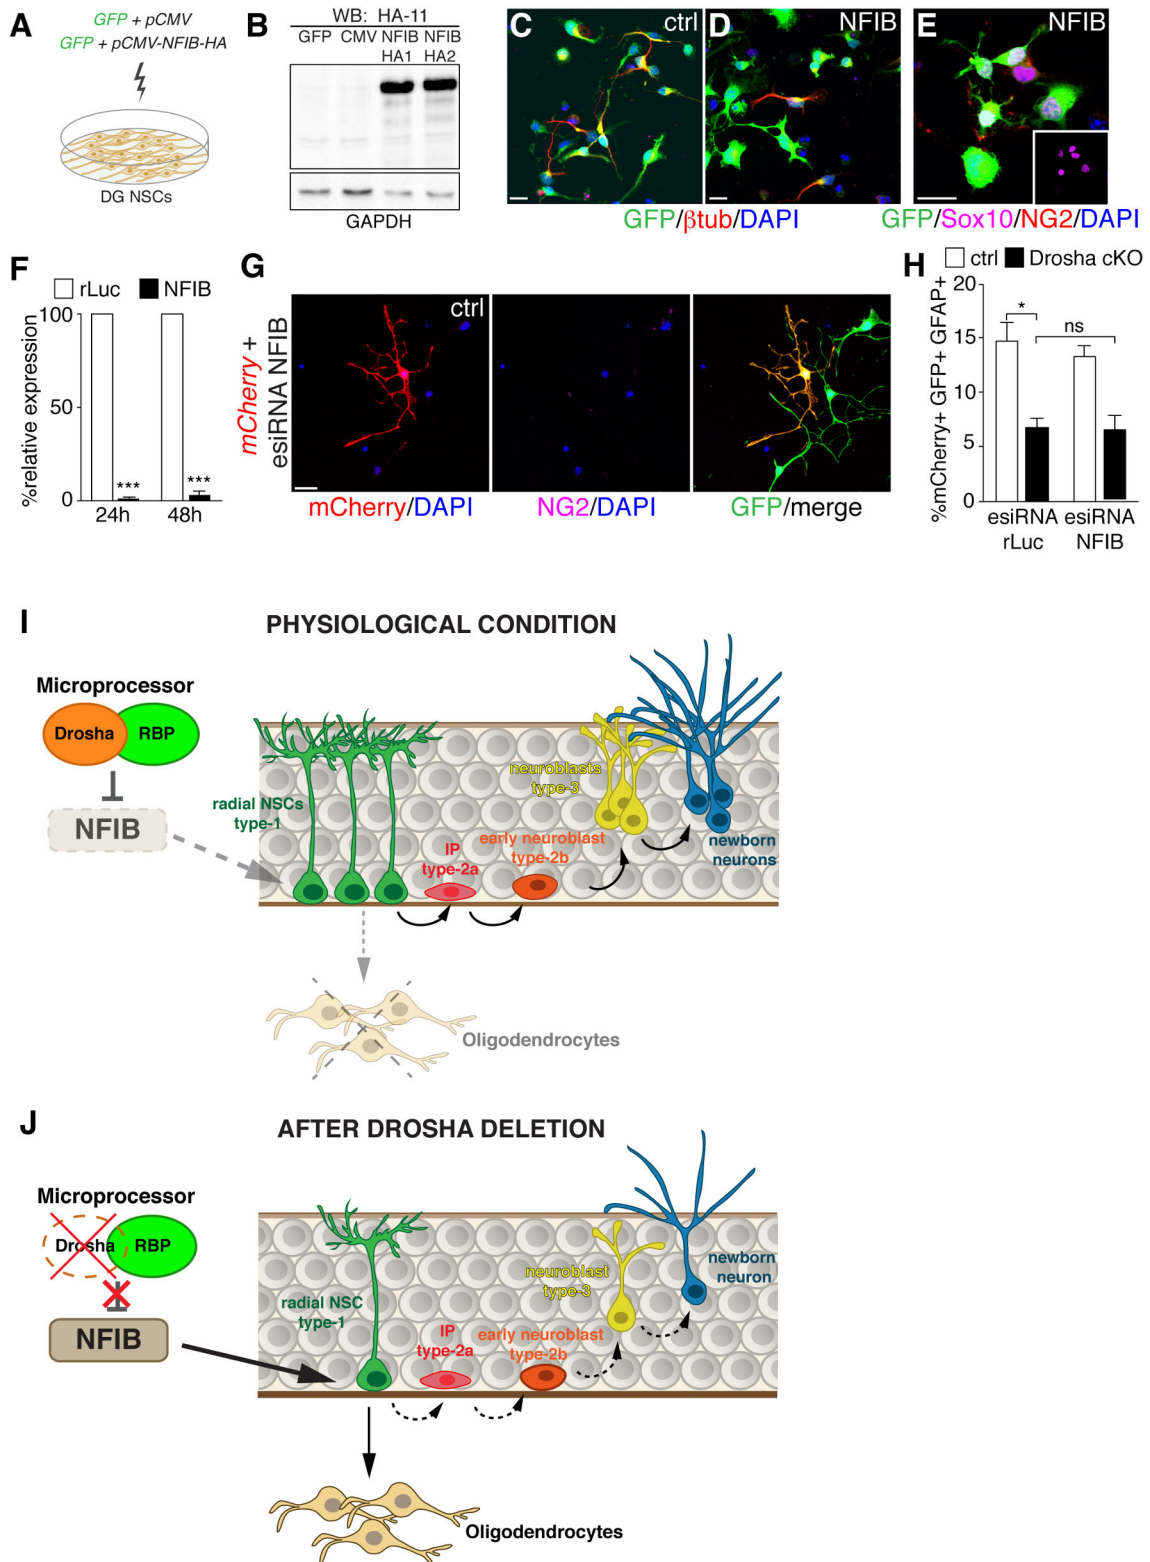 A
GFP + pCMV
GFP + pCMV-NFIB-HA
DG NSCs
B
WB: HA-11
GFP CMV NFIB NFIB
HA1 HA2
GAPDH
C
ctrl
D
NFIB
E
NFIB
GFP/βtub/DAPI
GFP/Sox10/NG2/DAPI
F
rLuc NFIB
%relative expression
100
50
0
*** ***
24h 48h
G
mCherry +
esiRNA NFIB
ctrl
mCherry/DAPI
NG2/DAPI
GFP/merge
H
ctrl Drosha cKO
%mCherry+ GFP+ GFAP+
20
15
10
5
0
*
ns
esiRNA esiRNA
rLuc NFIB
I
PHYSIOLOGICAL CONDITION
Microprocessor
Drosha RBP
NFIB
radial NSCs
type-1
IP
type-2a
early neuroblast
type-2b
neuroblasts
type-3
newborn
neurons
Oligodendrocytes
J
AFTER DROSHA DELETION
Microprocessor
Drosha RBP
NFIB
radial NSC
type-1
IP
type-2a
early neuroblast
type-2b
neuroblast
type-3
newborn
neuron
Oligodendrocytes